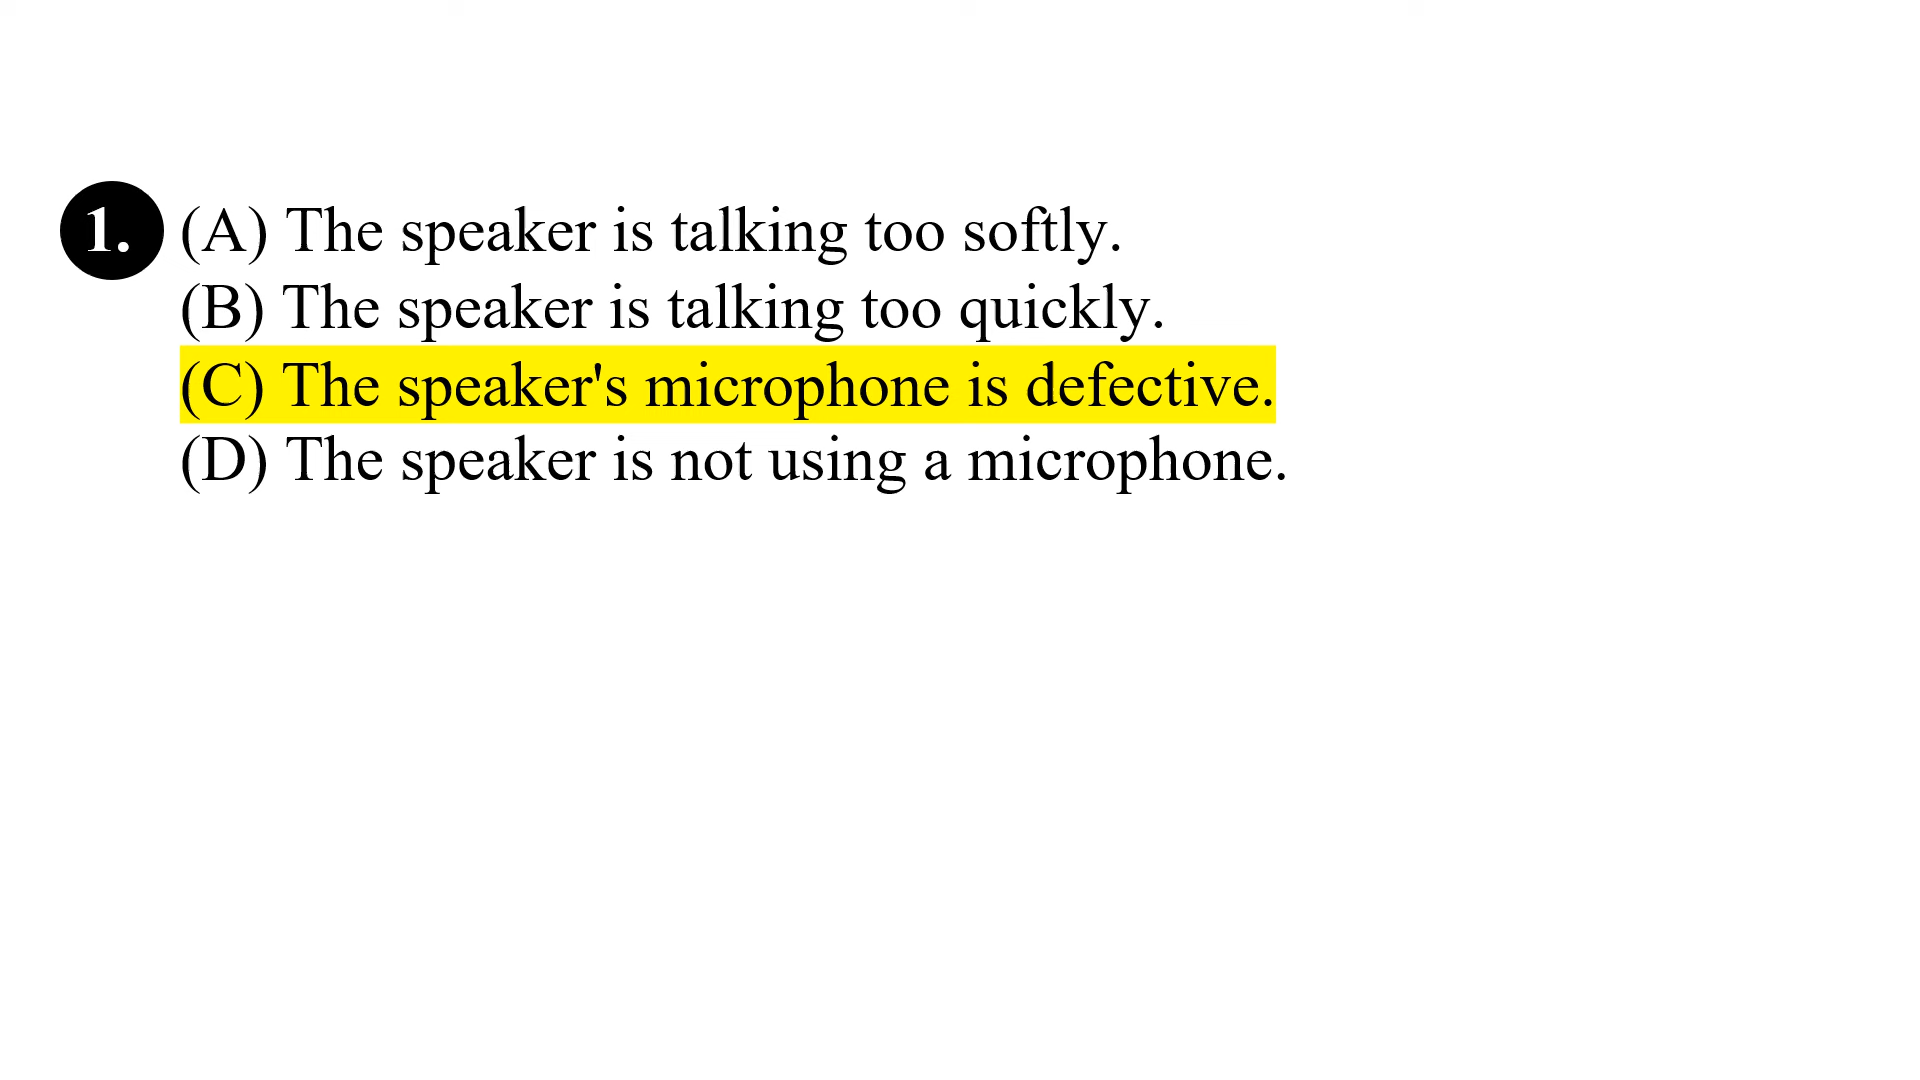 1. (A) The speaker is talking too softly.
(B) The speaker is talking too quickly.
(C) The speaker's microphone is defective.
(D) The speaker is not using a microphone.